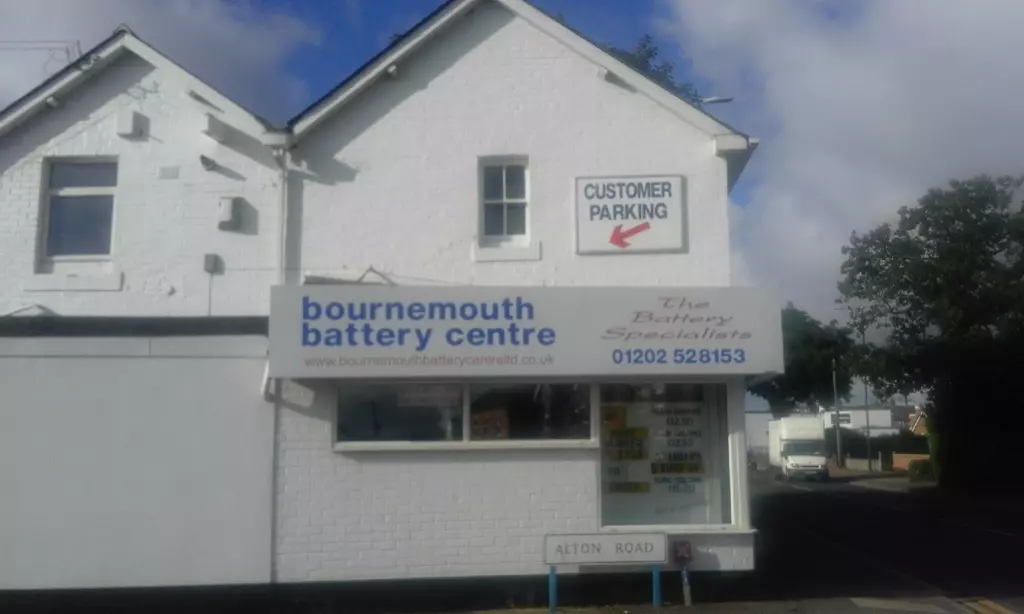 CUSTOMER
PARKING
bournemouth
battery centre
www.bournemouthbatterycentreltd.co.uk
The
Battery
Specialists
01202 528153
ALTON ROAD